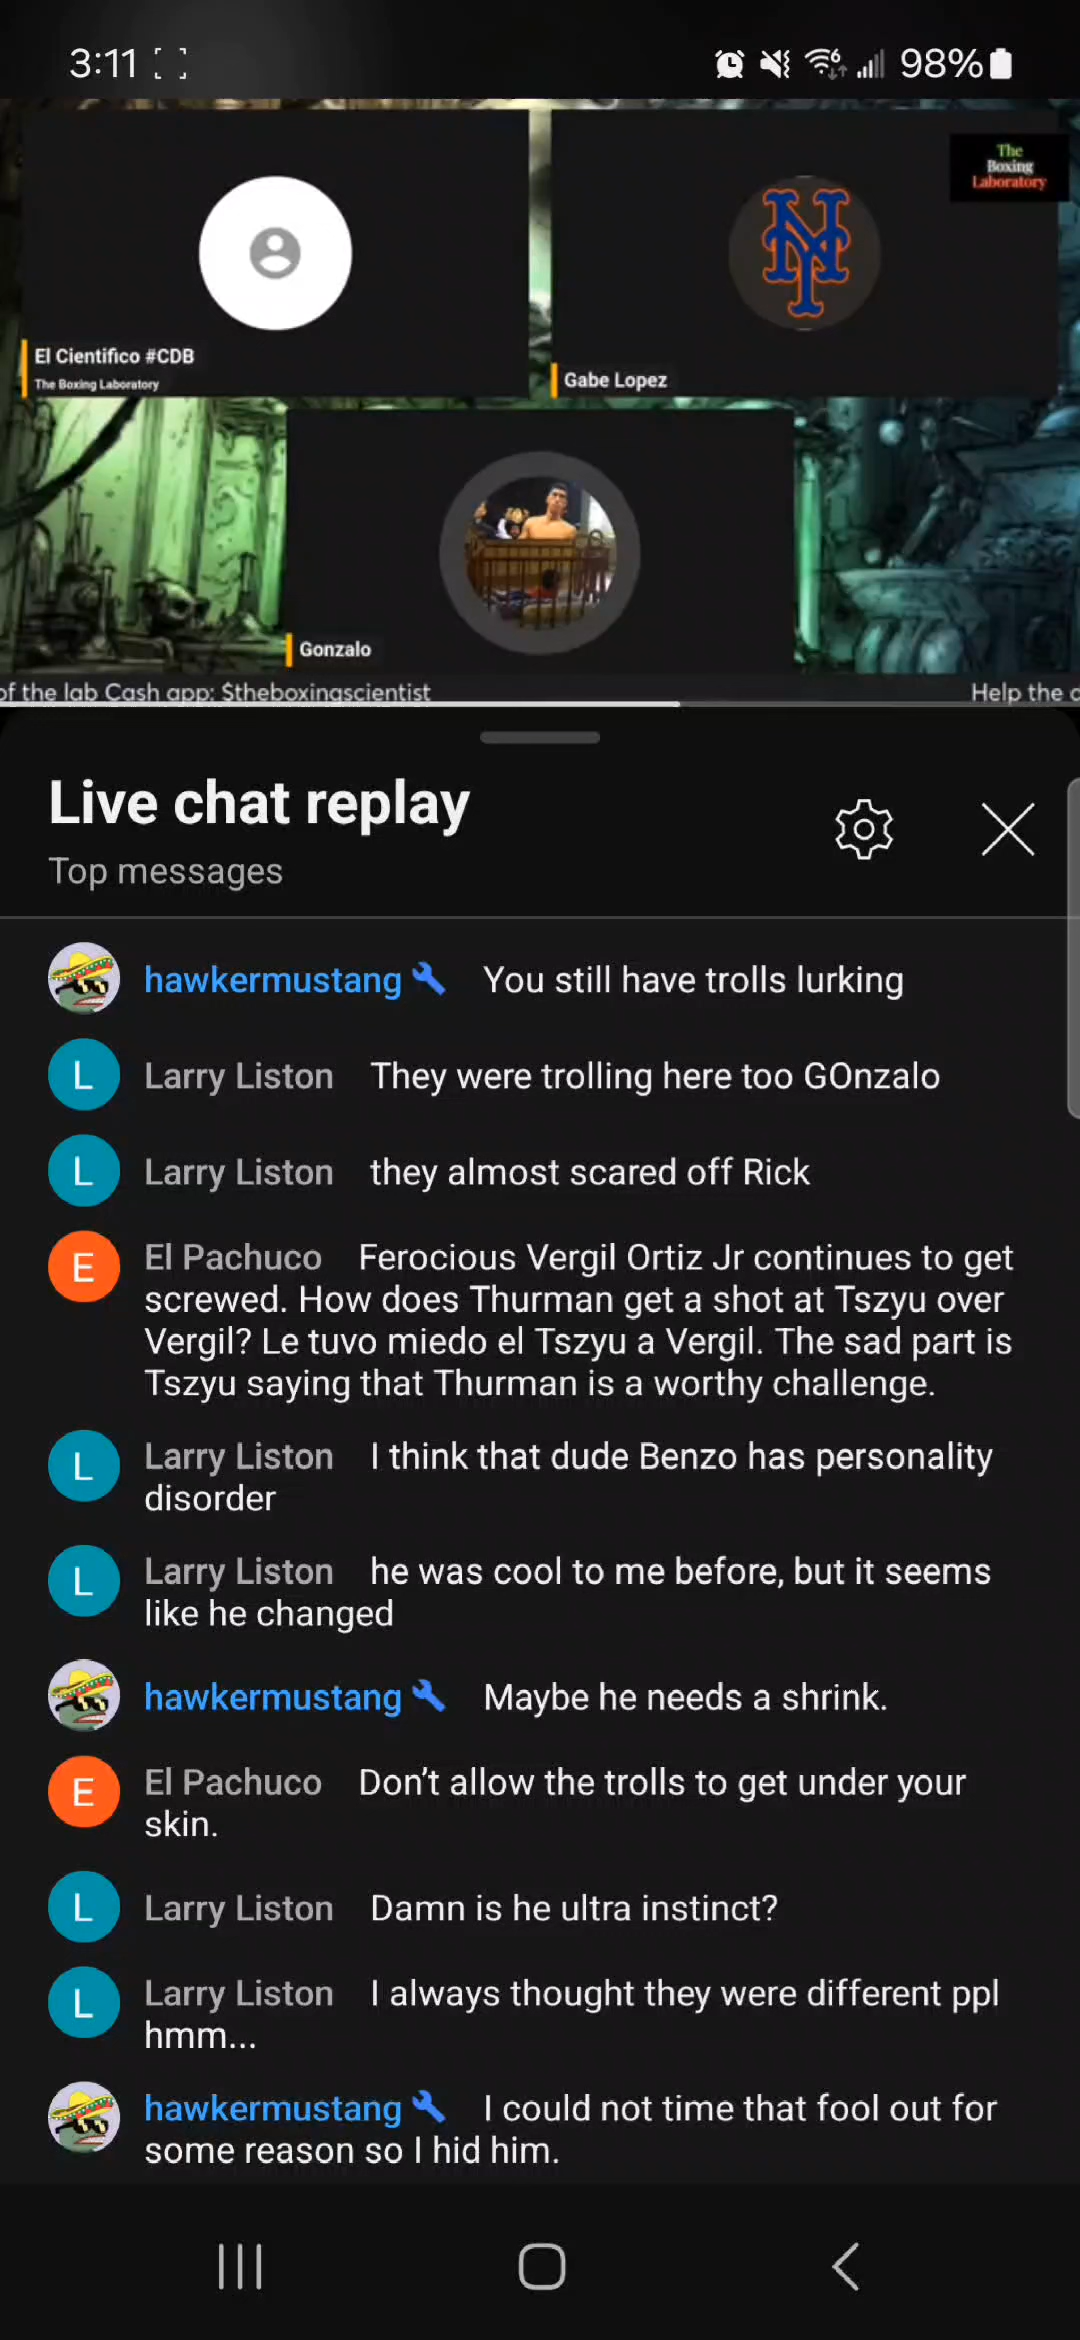 3:11
98%
The
Boxing
Laboratory
El Cientifico #CDB
The Boxing Laboratory
Gabe Lopez
Gonzalo
of the lab Cash app: $theboxingscientist
Help the
Live chat replay
Top messages
hawkermustang You still have trolls lurking
L Larry Liston They were trolling here too GOnzalo
L Larry Liston they almost scared off Rick
E El Pachuco Ferocious Vergil Ortiz Jr continues to get
screwed. How does Thurman get a shot at Tszyu over
Vergil? Le tuvo miedo el Tszyu a Vergil. The sad part is
Tszyu saying that Thurman is a worthy challenge.
L Larry Liston I think that dude Benzo has personality
disorder
L Larry Liston he was cool to me before, but it seems
like he changed
hawkermustang Maybe he needs a shrink.
E El Pachuco Don’t allow the trolls to get under your
skin.
L Larry Liston Damn is he ultra instinct?
L Larry Liston I always thought they were different ppl
hmm...
hawkermustang I could not time that fool out for
some reason so I hid him.